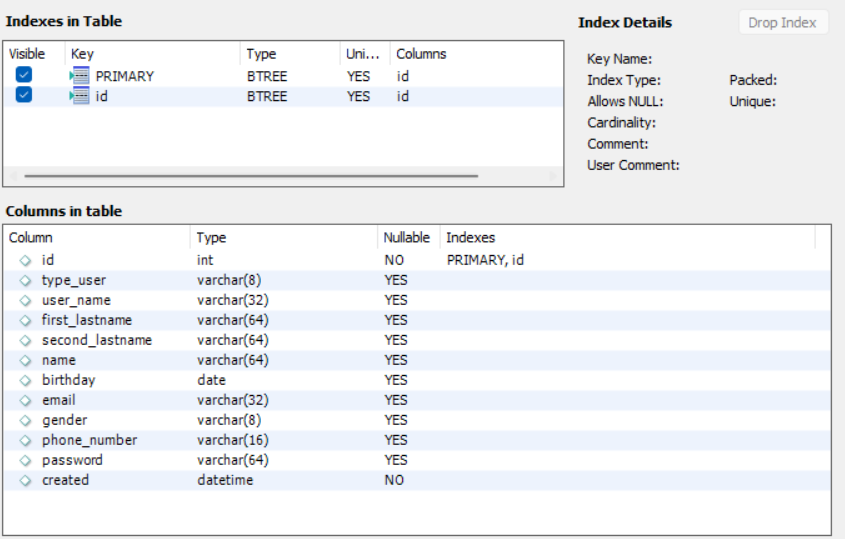 Indexes in Table
Visible Key Type Uni... Columns
PRIMARY BTREE YES id
id BTREE YES id
Index Details Drop Index
Key Name:
Index Type: Packed:
Allows NULL: Unique:
Cardinality:
Comment:
User Comment:
Columns in table
Column Type Nullable Indexes
id int NO PRIMARY, id
type_user varchar(8) YES
user_name varchar(32) YES
first_lastname varchar(64) YES
second_lastname varchar(64) YES
name varchar(64) YES
birthday date YES
email varchar(32) YES
gender varchar(8) YES
phone_number varchar(16) YES
password varchar(64) YES
created datetime NO